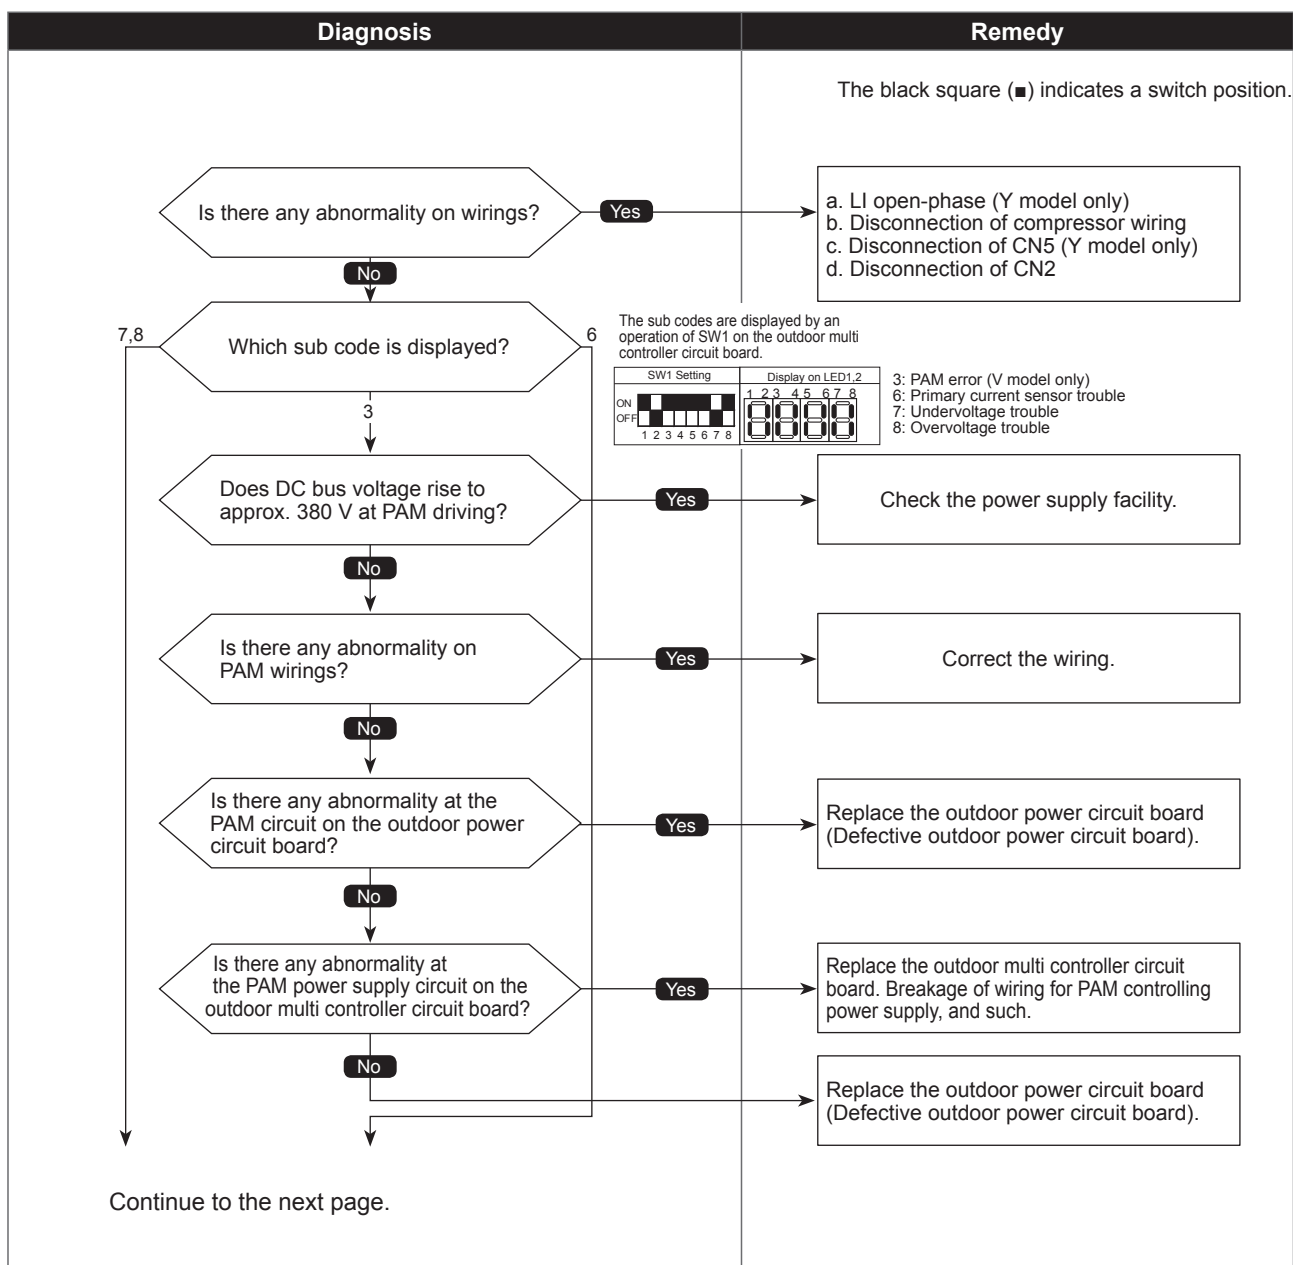 Diagnosis
Remedy
The black square (■) indicates a switch position.
Is there any abnormality on wirings?
Yes
a. LI open-phase (Y model only)
b. Disconnection of compressor wiring
c. Disconnection of CN5 (Y model only)
d. Disconnection of CN2
No
7,8
Which sub code is displayed?
6
The sub codes are displayed by an
operation of SW1 on the outdoor multi
controller circuit board.
SW1 Setting
Display on LED1,2
ON
OFF
1 2 3 4 5 6 7 8
1 2 3 4 5 6 7 8
3: PAM error (V model only)
6: Primary current sensor trouble
7: Undervoltage trouble
8: Overvoltage trouble
3
Does DC bus voltage rise to
approx. 380 V at PAM driving?
Yes
Check the power supply facility.
No
Is there any abnormality on
PAM wirings?
Yes
Correct the wiring.
No
Is there any abnormality at the
PAM circuit on the outdoor power
circuit board?
Yes
Replace the outdoor power circuit board
(Defective outdoor power circuit board).
No
Is there any abnormality at
the PAM power supply circuit on the
outdoor multi controller circuit board?
Yes
Replace the outdoor multi controller circuit
board. Breakage of wiring for PAM controlling
power supply, and such.
No
Replace the outdoor power circuit board
(Defective outdoor power circuit board).
Continue to the next page.